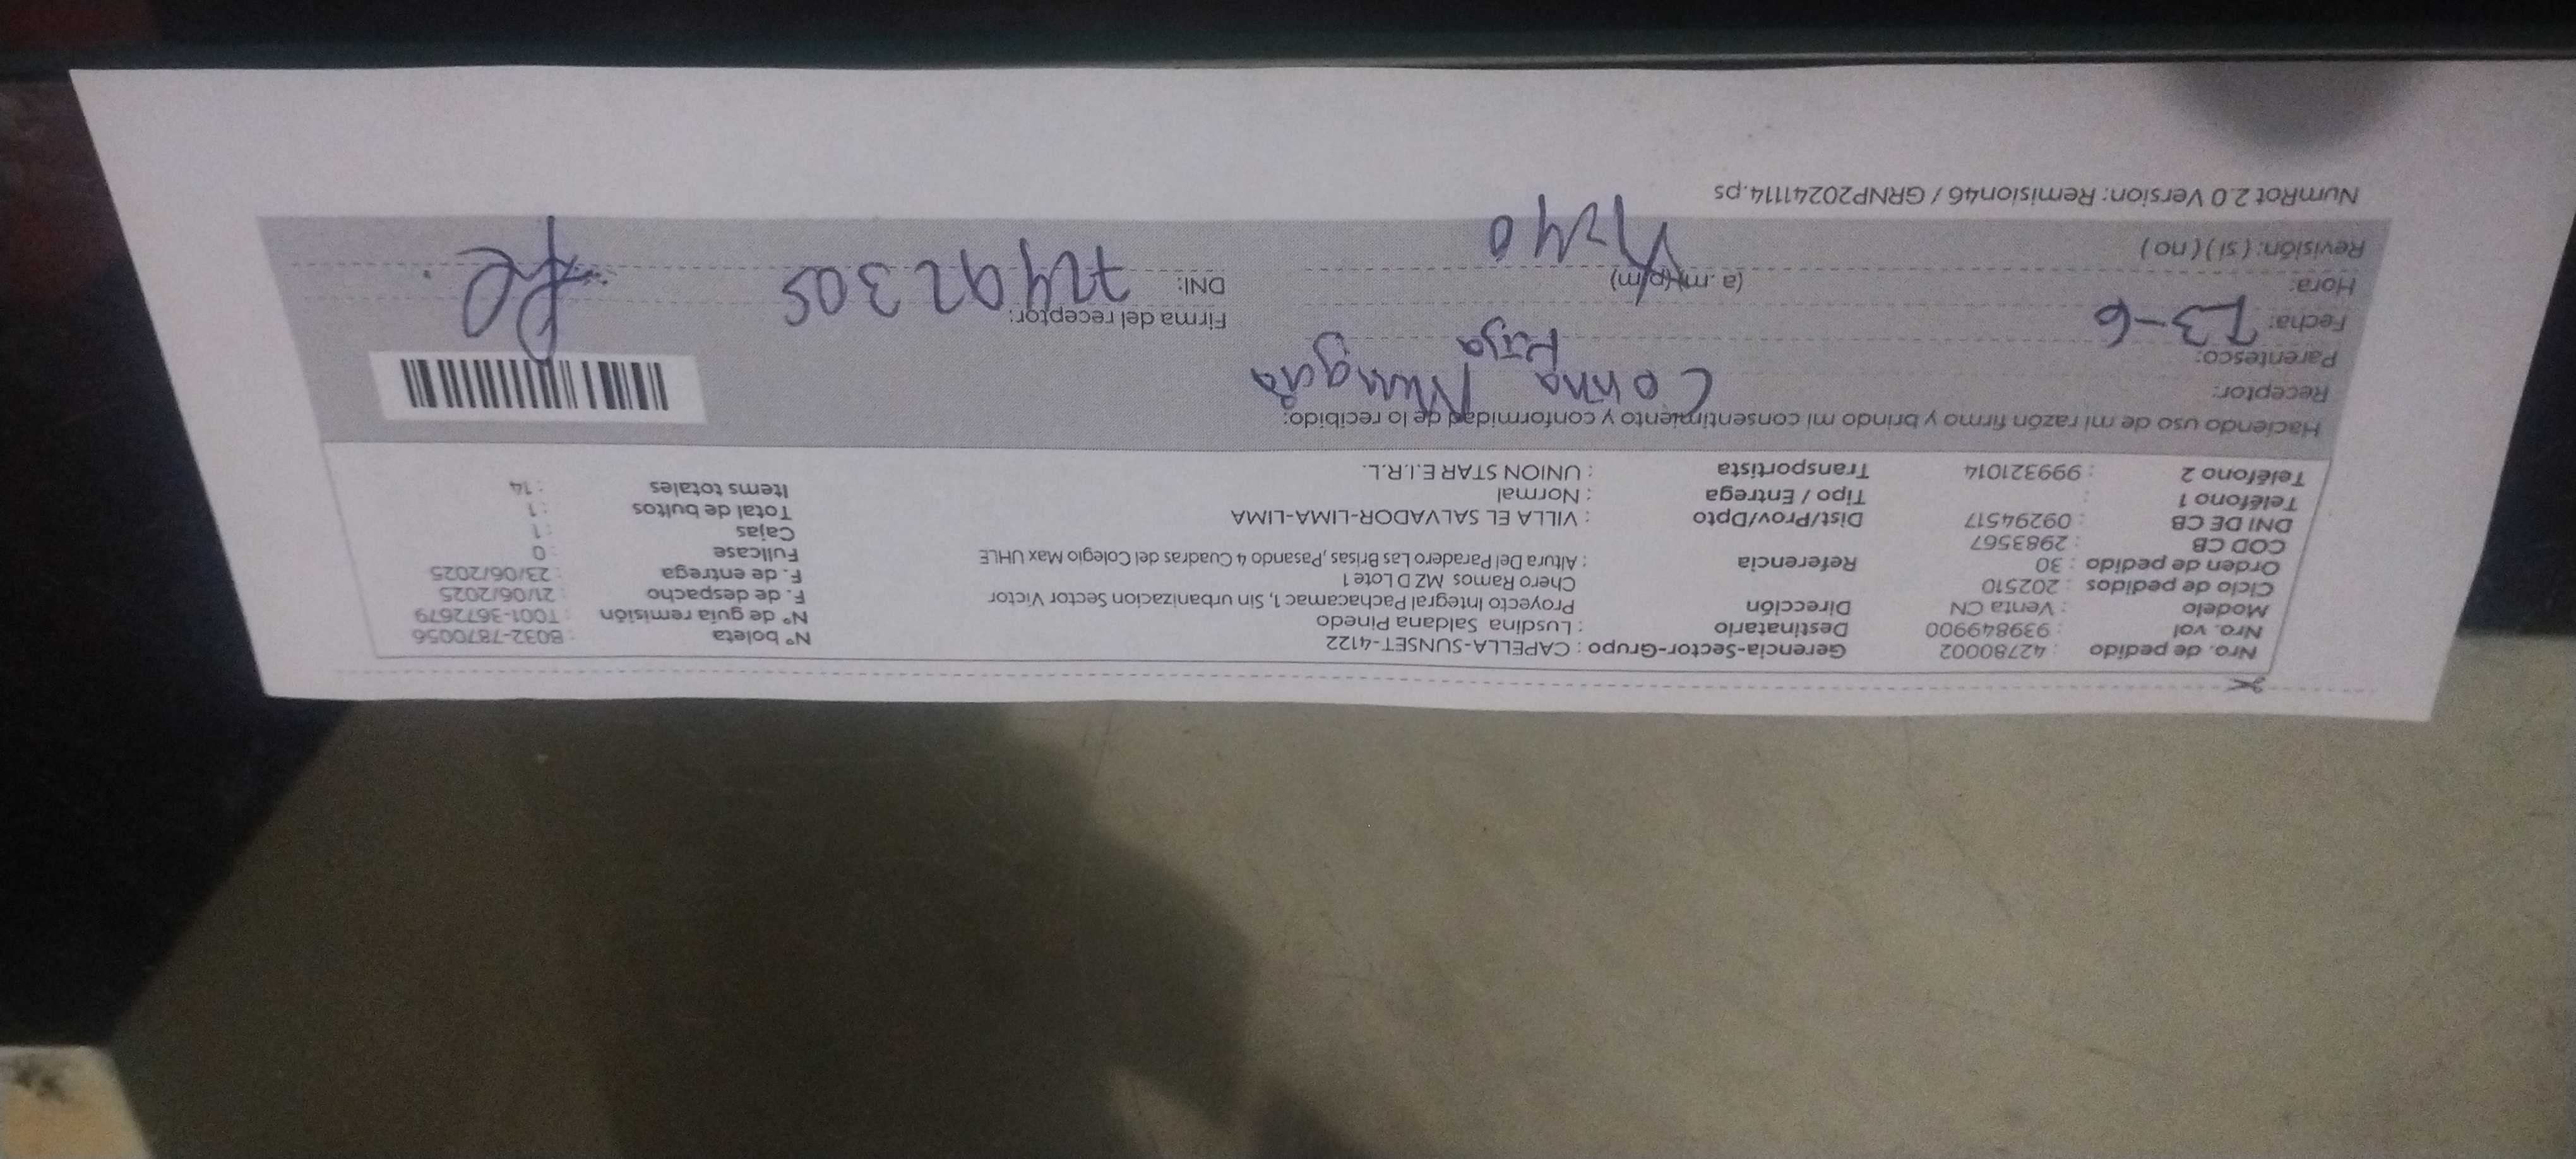 Nro. de pedido : 42780002 Gerencia-Sector-Grupo : CAPELLA-SUNSET-4122 N° boleta : B032-7870056
Nro. vol : 939849900 Destinatario : Lusdina Saldana Pinedo N° de guía remisión : T001-3672679
Modelo : Venta CN Dirección Proyecto Integral Pachacamac 1, Sin urbanizacion Sector Victor F. de despacho : 21/06/2025
Ciclo de pedidos : 202510 Chero Ramos MZ D Lote 1 F. de entrega : 23/06/2025
Orden de pedido : 30 Referencia : Altura Del Paradero Las Brisas ,Pasando 4 Cuadras del Colegio Max UHLE Fullcase : 0
COD CB : 2983567 Cajas : 1
DNI DE CB : 09294517 Dist/Prov/Dpto : VILLA EL SALVADOR-LIMA-LIMA Total de bultos : 1
Teléfono 1 : Tipo / Entrega : Normal Items totales : 14
Teléfono 2 : 999321014 Transportista : UNION STAR E.I.R.L.
Haciendo uso de mi razón firmo y brindo mi consentimiento y conformidad de lo recibido:
Receptor:
Parentesco: Hija
Fecha: 23-6 Firma del receptor:
Hora: (a.m) (p/m) DNI: 72492305
Revisión: ( si ) ( no ) 1240
NumRot 2.0 Version: Remision46 / GRNP20241114.ps